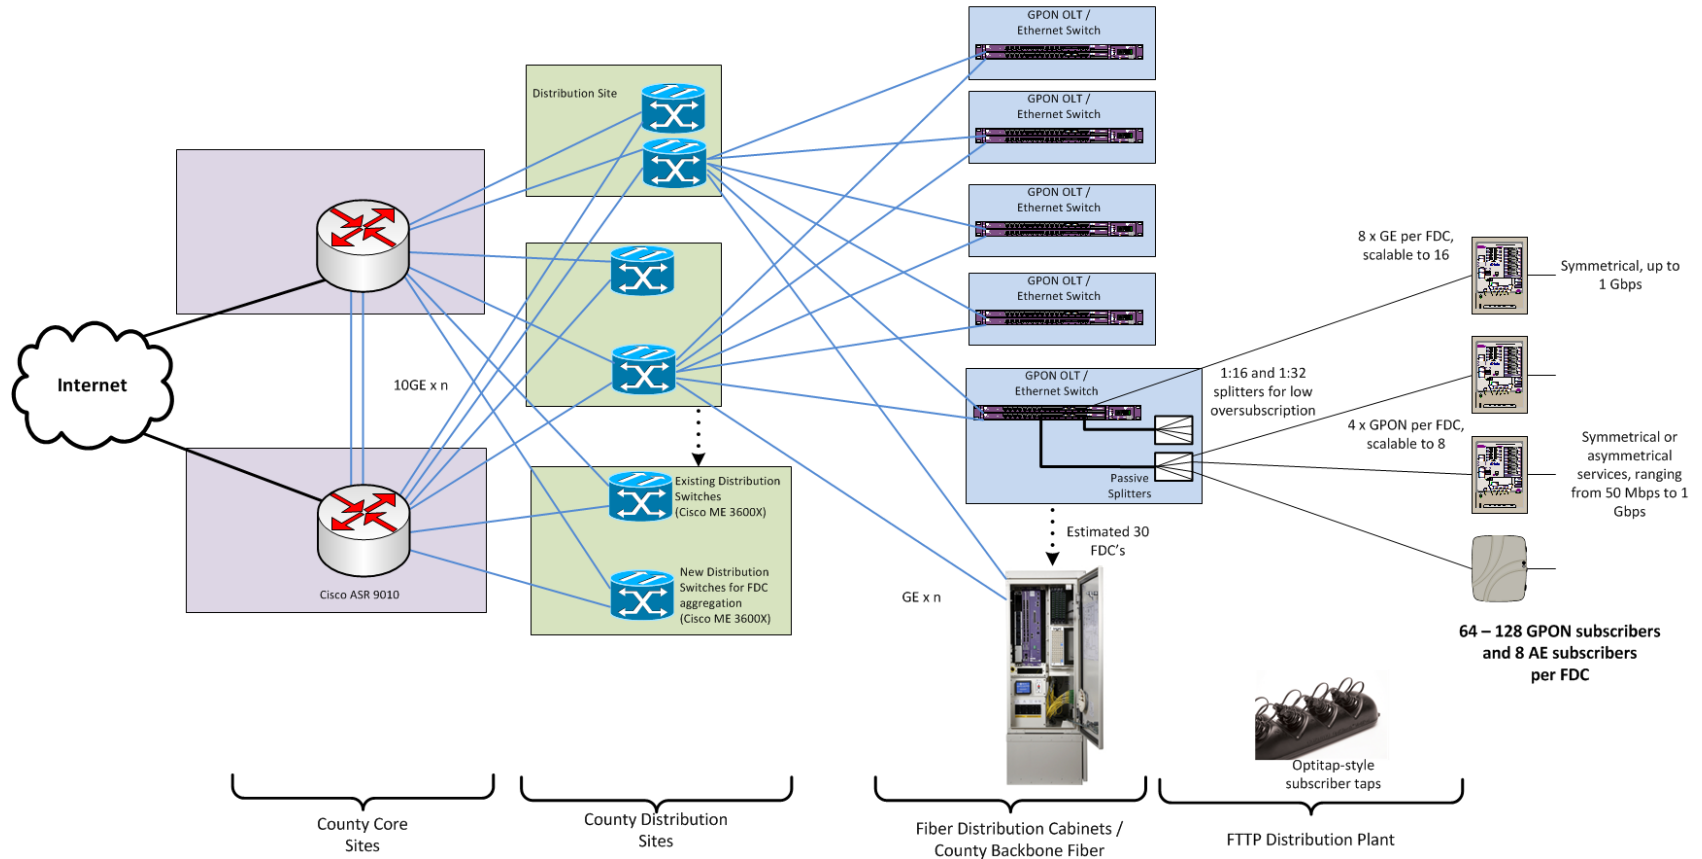 GPON OLT /
Ethernet Switch
GPON OLT /
Ethernet Switch
GPON OLT /
Ethernet Switch
GPON OLT /
Ethernet Switch
GPON OLT /
Ethernet Switch
Distribution Site
Internet
10GE x n
Existing Distribution
Switches
(Cisco ME 3600X)
New Distribution
Switches for FDC
aggregation
(Cisco ME 3600X)
Cisco ASR 9010
8 x GE per FDC,
scalable to 16
Symmetrical, up to
1 Gbps
1:16 and 1:32
splitters for low
oversubscription
4 x GPON per FDC,
scalable to 8
Passive
Splitters
Symmetrical or
asymmetrical
services, ranging
from 50 Mbps to 1
Gbps
Estimated 30
FDC's
GE x n
64 – 128 GPON subscribers
and 8 AE subscribers
per FDC
Optitap-style
subscriber taps
County Core
Sites
County Distribution
Sites
Fiber Distribution Cabinets /
County Backbone Fiber
FTTP Distribution Plant